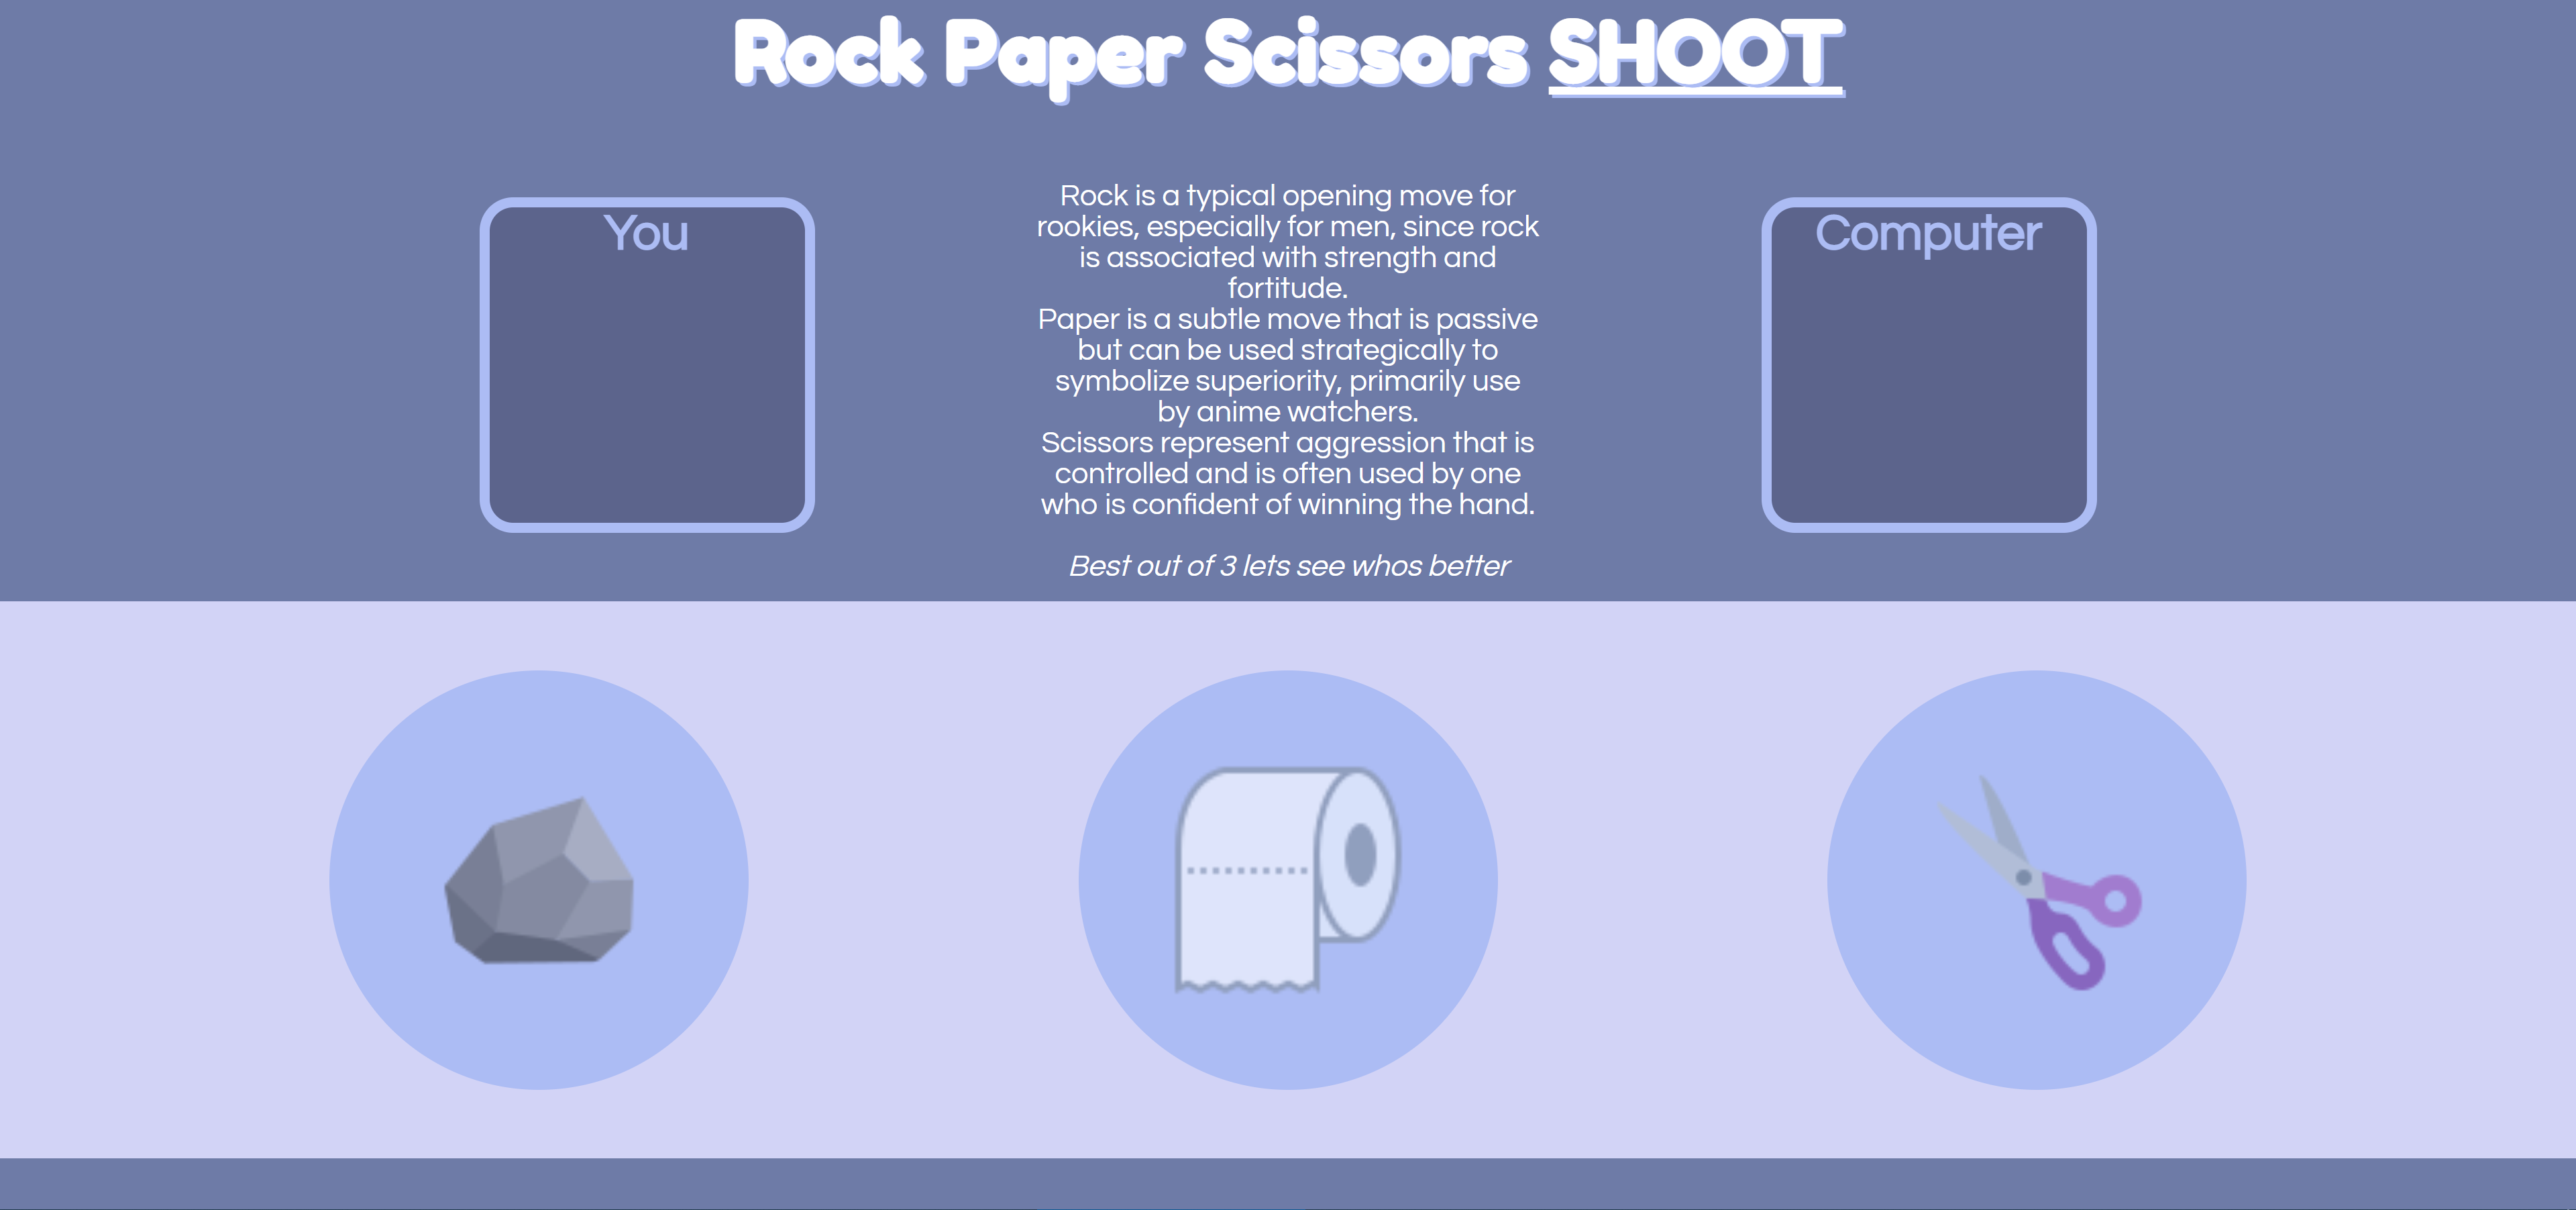 Rock Paper Scissors SHOOT
You
Rock is a typical opening move for
rookies, especially for men, since rock
is associated with strength and
fortitude.
Paper is a subtle move that is passive
but can be used strategically to
symbolize superiority, primarily use
by anime watchers.
Scissors represent aggression that is
controlled and is often used by one
who is confident of winning the hand.
Best out of 3 lets see whos better
Computer